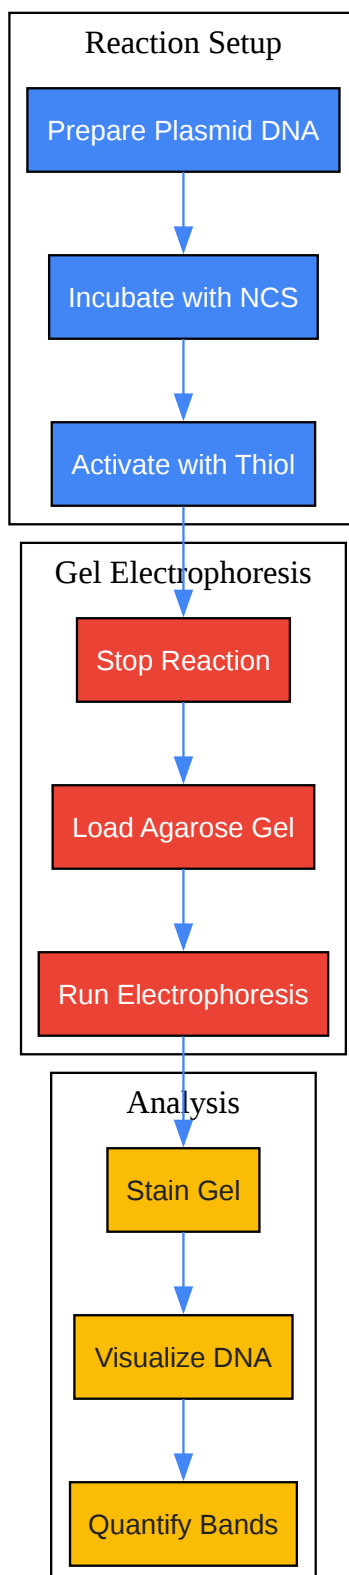 Reaction Setup
Prepare Plasmid DNA
Incubate with NCS
Activate with Thiol
Gel Electrophoresis
Stop Reaction
Load Agarose Gel
Run Electrophoresis
Analysis
Stain Gel
Visualize DNA
Quantify Bands